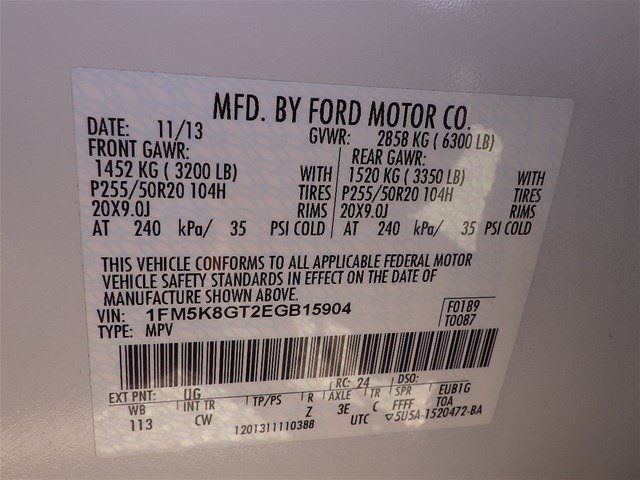 MFD. BY FORD MOTOR CO.
DATE: 11/13 GVWR: 2858 KG ( 6300 LB)
FRONT GAWR: REAR GAWR:
1452 KG ( 3200 LB) WITH 1520 KG ( 3350 LB) WITH
P255/50R20 104H TIRES P255/50R20 104H TIRES
20X9.0J RIMS 20X9.0J RIMS
AT 240 kPa/ 35 PSI COLD AT 240 kPa/ 35 PSI COLD
THIS VEHICLE CONFORMS TO ALL APPLICABLE FEDERAL MOTOR
VEHICLE SAFETY STANDARDS IN EFFECT ON THE DATE OF
MANUFACTURE SHOWN ABOVE.
VIN: 1FM5K8GT2EGB15904 F0189
TYPE: MPV T0087
EXT PNT: UG RC: 24 DSO:
WB INT TR TP/PS R AXLE TR SPR EUB1G
113 CW Z 3E C FFFF TOA
1201311110388 UTC ▽5U5A-1520472-BA